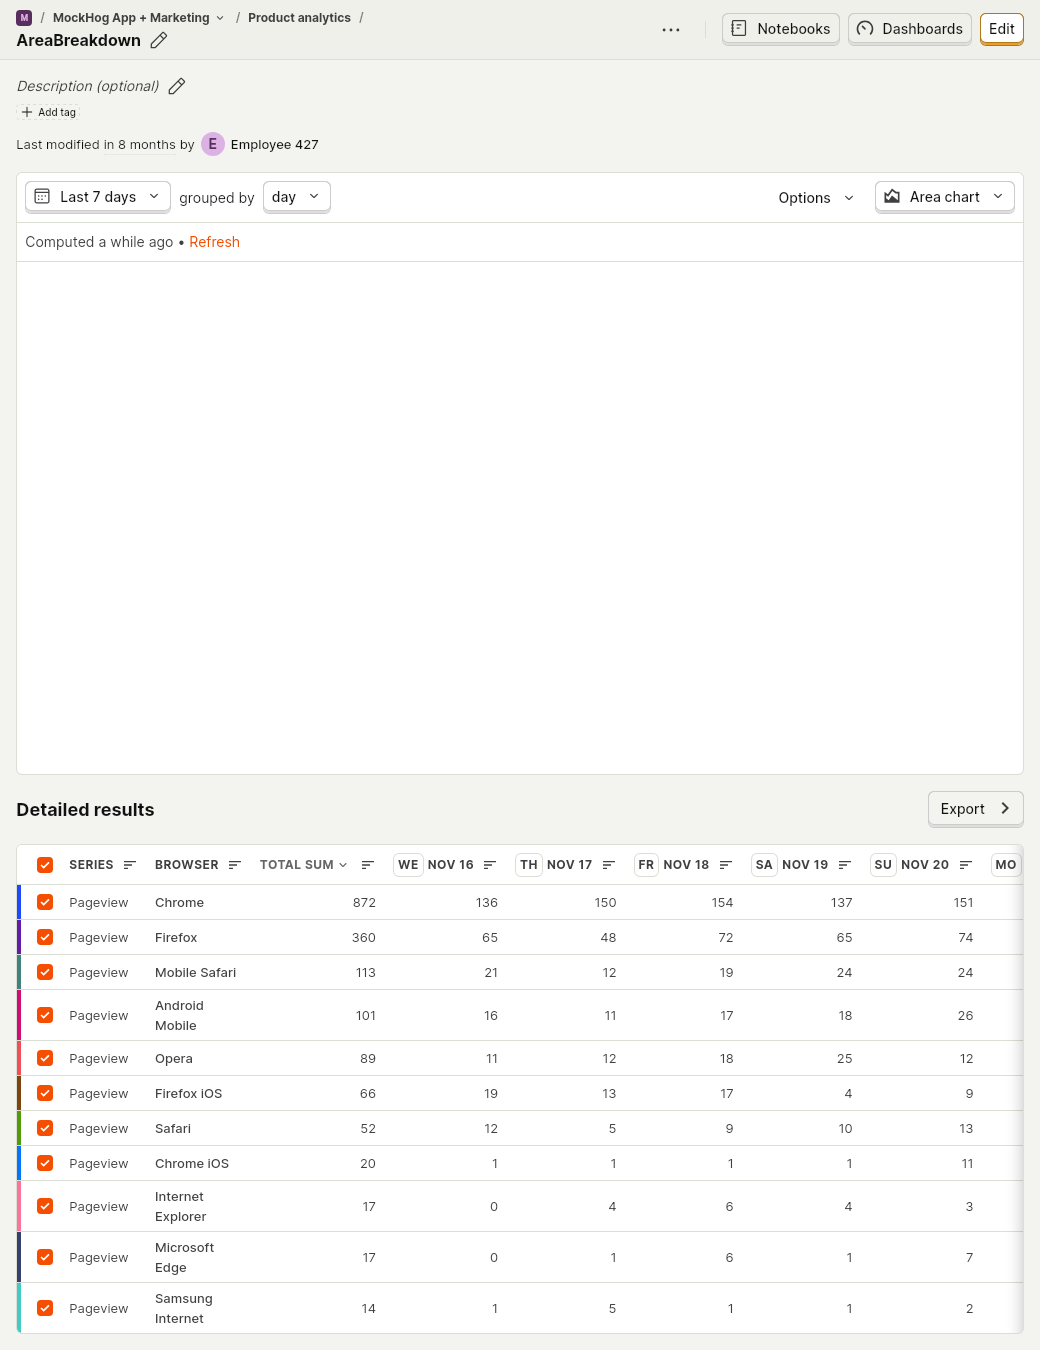 M / MockHog App + Marketing / Product analytics /
AreaBreakdown
Notebooks Dashboards Edit
Description (optional)
Add tag
Last modified in 8 months by E Employee 427
Last 7 days grouped by day Options Area chart
Computed a while ago • Refresh
Detailed results
Export
SERIES BROWSER TOTAL SUM WE NOV 16 TH NOV 17 FR NOV 18 SA NOV 19 SU NOV 20 MO
Pageview Chrome 872 136 150 154 137 151
Pageview Firefox 360 65 48 72 65 74
Pageview Mobile Safari 113 21 12 19 24 24
Pageview Android Mobile 101 16 11 17 18 26
Pageview Opera 89 11 12 18 25 12
Pageview Firefox iOS 66 19 13 17 4 9
Pageview Safari 52 12 5 9 10 13
Pageview Chrome iOS 20 1 1 1 1 11
Pageview Internet Explorer 17 0 4 6 4 3
Pageview Microsoft Edge 17 0 1 6 1 7
Pageview Samsung Internet 14 1 5 1 1 2